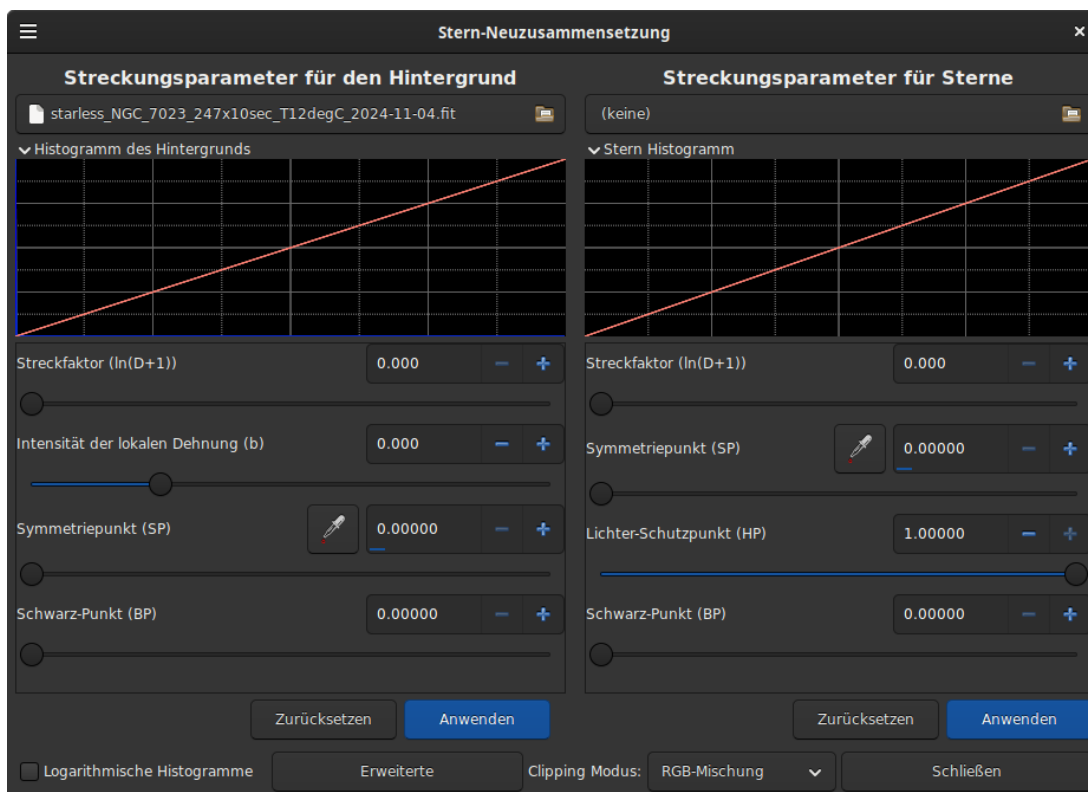 Stern-Neuzusammensetzung
Streckungsparameter für den Hintergrund
starless_NGC_7023_247x10sec_T12degC_2024-11-04.fit
Histogramm des Hintergrunds
Streckfaktor (ln(D+1))
0.000
Intensität der lokalen Dehnung (b)
0.000
Symmetriepunkt (SP)
0.00000
Schwarz-Punkt (BP)
0.00000
Zurücksetzen
Anwenden
Streckungsparameter für Sterne
(keine)
Stern Histogramm
Streckfaktor (ln(D+1))
0.000
Symmetriepunkt (SP)
0.00000
Lichter-Schutzpunkt (HP)
1.00000
Schwarz-Punkt (BP)
0.00000
Zurücksetzen
Anwenden
Logarithmische Histogramme
Erweiterte
Clipping Modus:
RGB-Mischung
Schließen